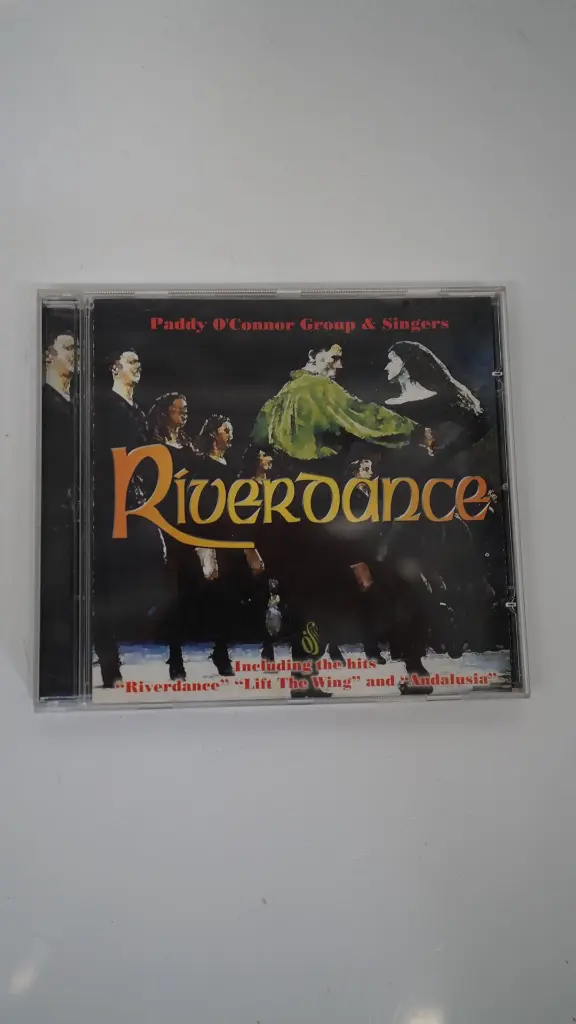 Paddy O'Connor Group & Singers
Riverdance
Including the hits
"Riverdance" "Lift The Wing" and "Andalusia"